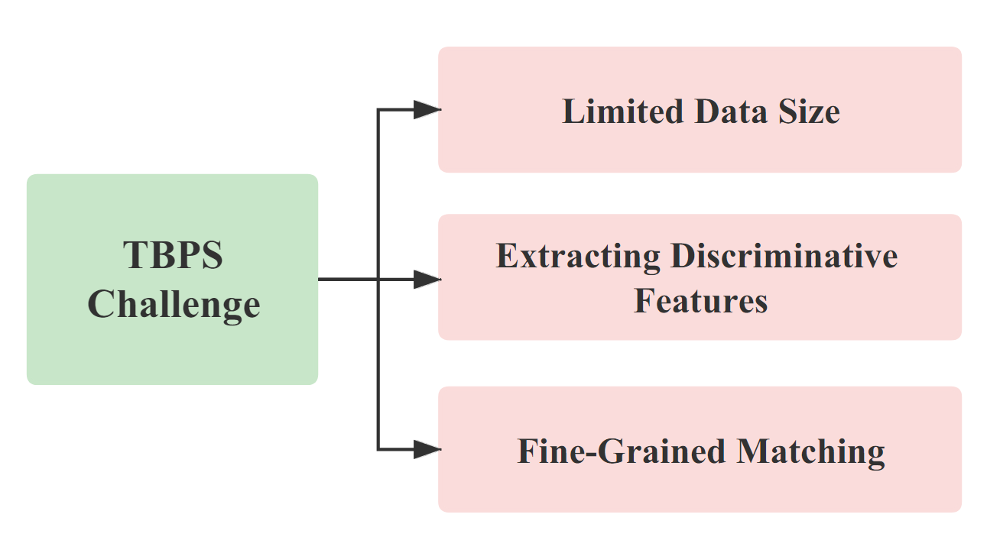 TBPS
Challenge
Limited Data Size
Extracting Discriminative
Features
Fine-Grained Matching